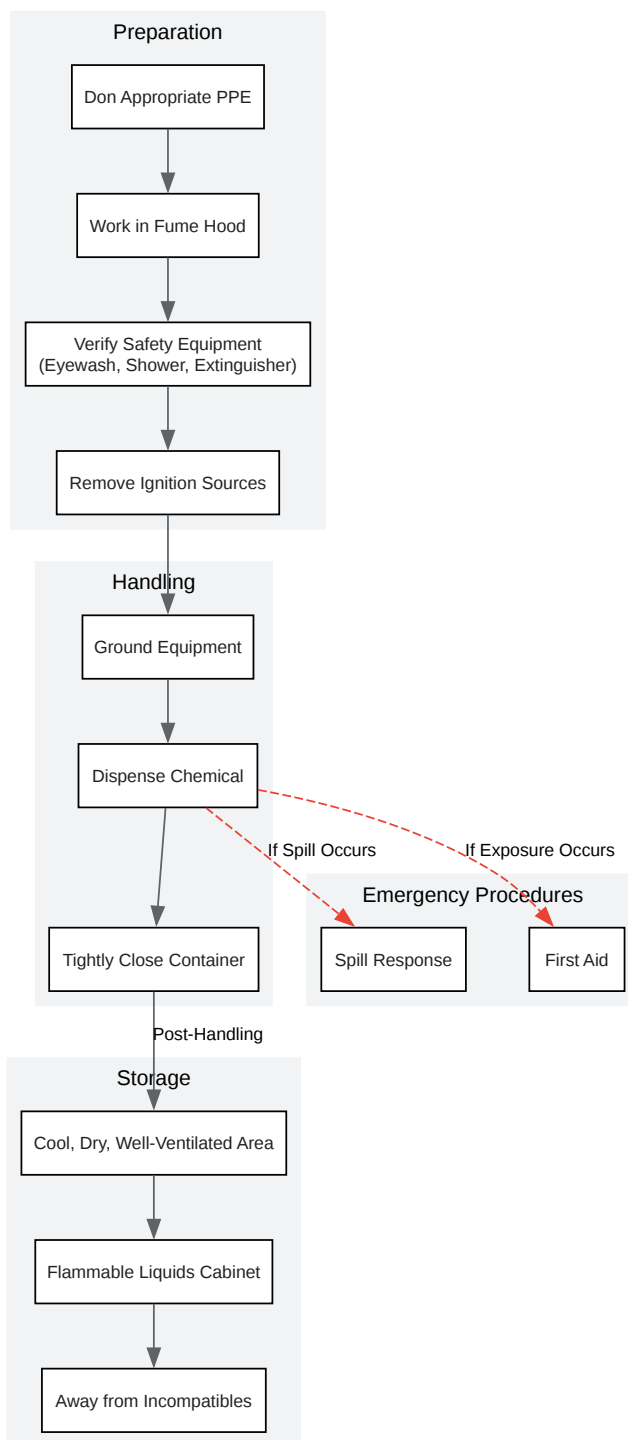 Preparation
Don Appropriate PPE
Work in Fume Hood
Verify Safety Equipment
(Eyewash, Shower, Extinguisher)
Remove Ignition Sources
Handling
Ground Equipment
Dispense Chemical
If Spill Occurs
If Exposure Occurs
Emergency Procedures
Tightly Close Container
Spill Response
First Aid
Post-Handling
Storage
Cool, Dry, Well-Ventilated Area
Flammable Liquids Cabinet
Away from Incompatibles